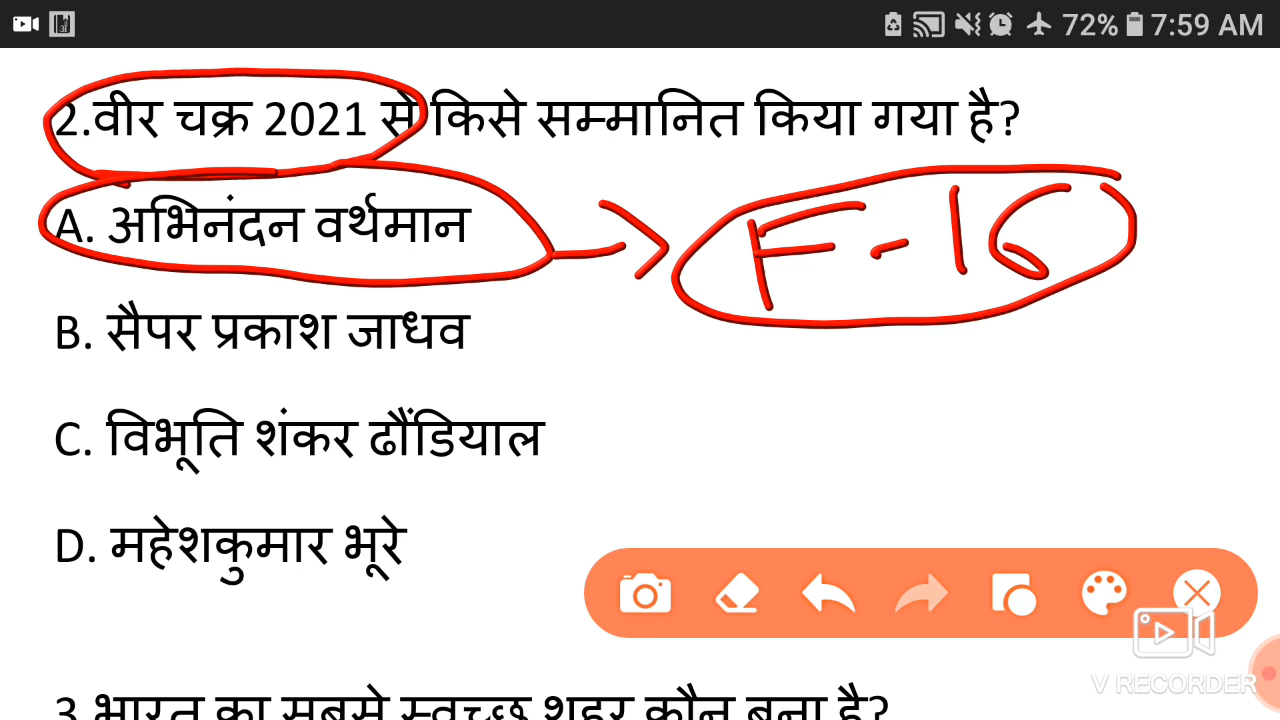 72% 7:59 AM
2.वीर चक्र 2021 से किसे सम्मानित किया गया है?
A. अभिनंदन वर्थमान
F-16
B. सैपर प्रकाश जाधव
C. विभूति शंकर ढौंडियाल
D. महेशकुमार भूरे
V RECORDER
3.भारत का सबसे स्वच्छ शहर कौन बना है?